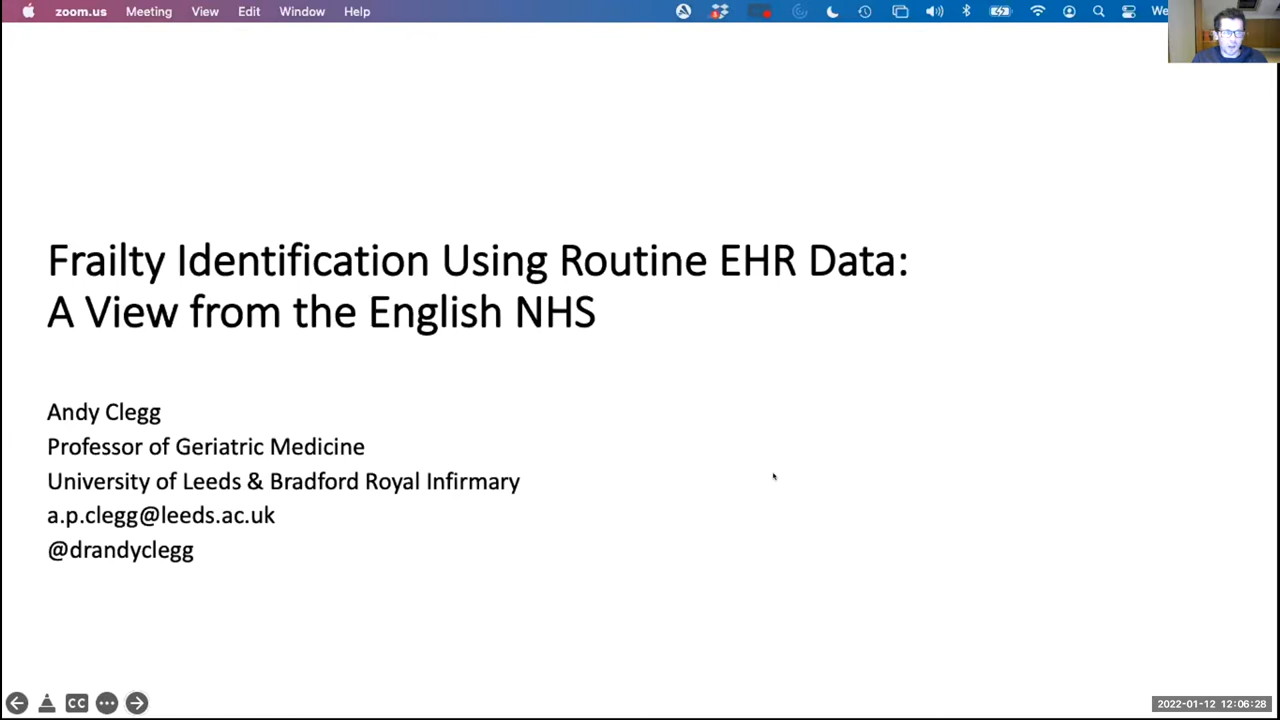 zoom.us Meeting View Edit Window Help
Frailty Identification Using Routine EHR Data:
A View from the English NHS
Andy Clegg
Professor of Geriatric Medicine
University of Leeds & Bradford Royal Infirmary
a.p.clegg@leeds.ac.uk
@drandyclegg
CC
2022-01-12 12:06:28